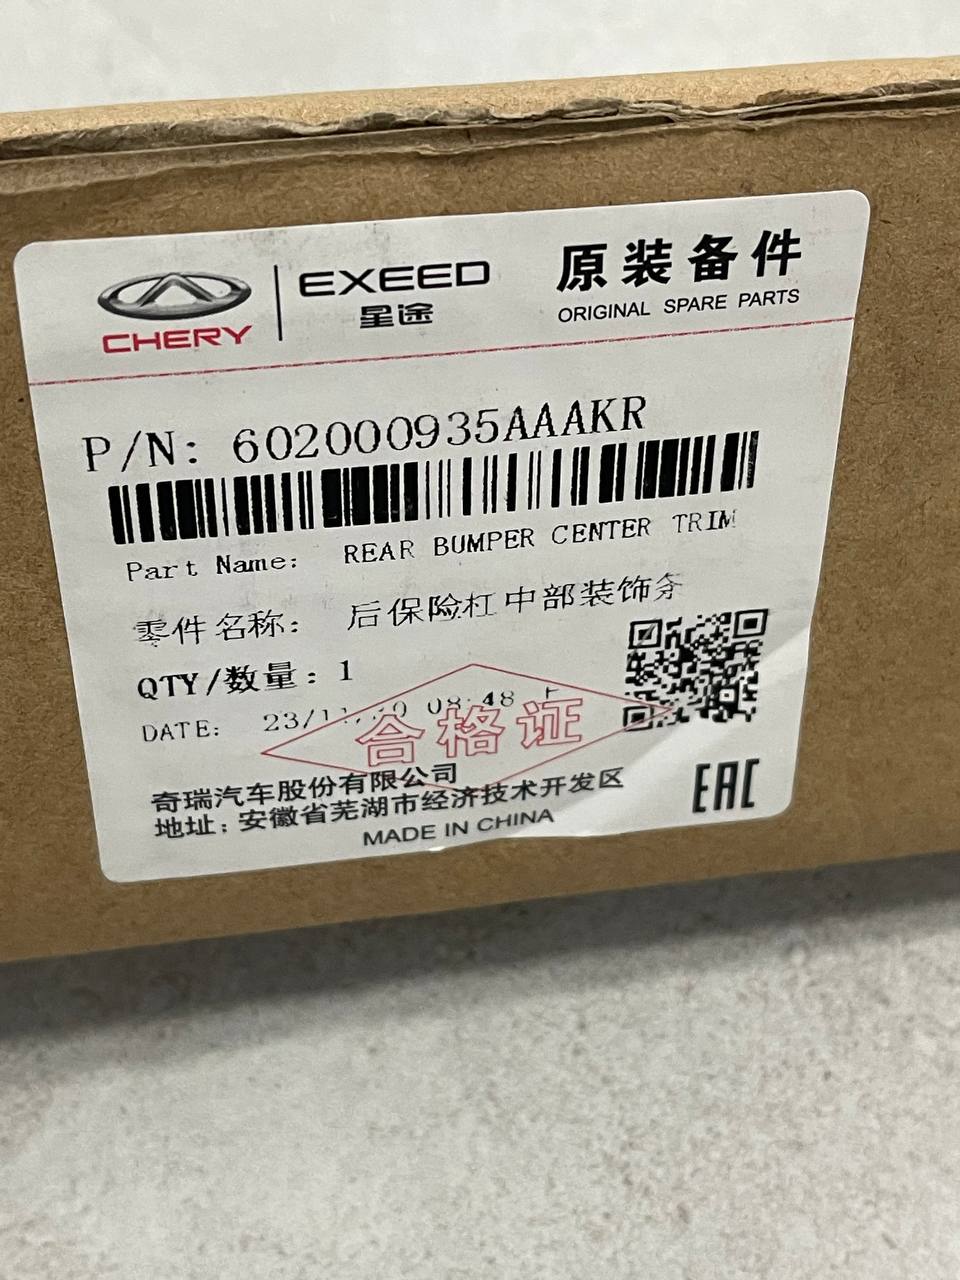 CHERY
EXEED
星途
原装备件
ORIGINAL SPARE PARTS
P/N: 602000935AAAKR
Part Name: REAR BUMPER CENTER TRIM
零件名称: 后保险杠中部装饰条
QTY/数量: 1
DATE: 08:48
合格证
奇瑞汽车股份有限公司
地址:安徽省芜湖市经济技术开发区
MADE IN CHINA
EAC